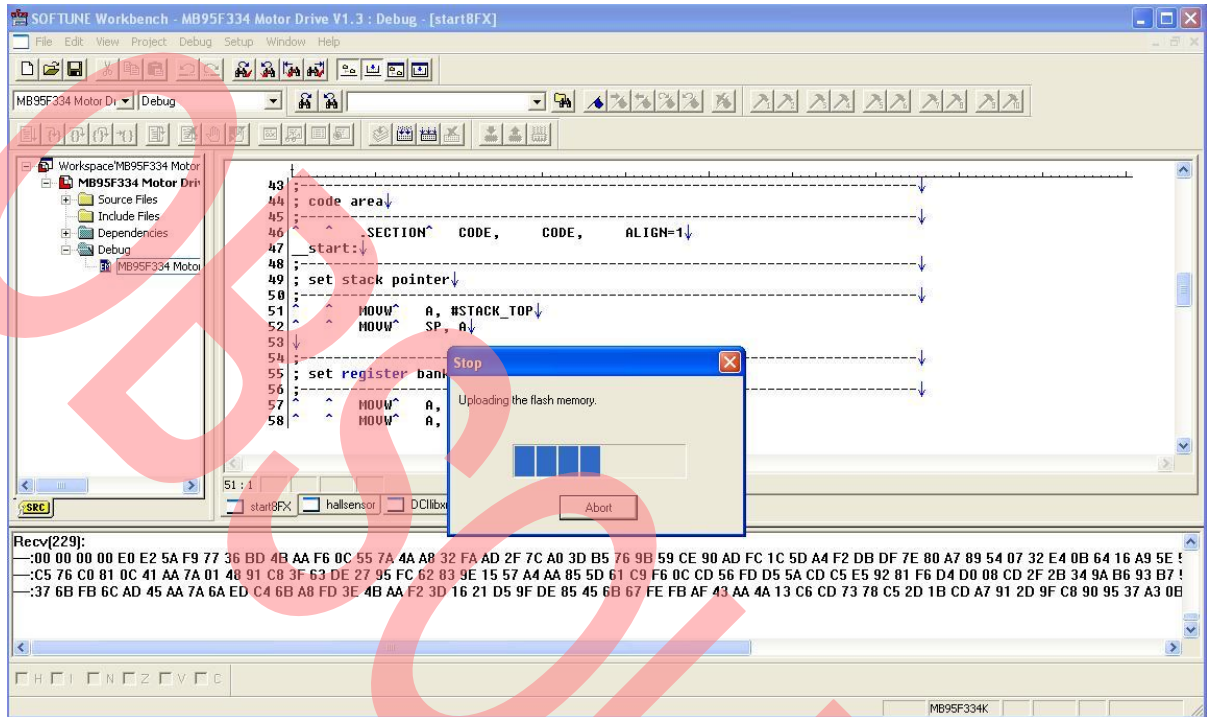 SOFTUNE Workbench - MB95F334 Motor Drive V1.3 : Debug - [start8FX]
File Edit View Project Debug Setup Window Help
MB95F334 Motor Dr Debug
Workspace'MB95F334 Motor
MB95F334 Motor Driv
Source Files
Include Files
Dependencies
Debug
MB95F334 Motor
43 ;---------------------------------------------------------------
44 ; code area↓
45 ;---------------------------------------------------------------↓
46 ^ ^ .SECTION^ CODE, CODE, ALIGN=1↓
47 __start:↓
48 ;---------------------------------------------------------------↓
49 ; set stack pointer↓
50 ;---------------------------------------------------------------↓
51 ^ ^ MOVW^ A, #STACK_TOP↓
52 ^ ^ MOVW^ SP, A↓
53 ↓
54 ;---------------------------------------------------------------↓
55 ; set register bank
56 ;---------------------------------------------------------------↓
57 ^ ^ MOVW^ A,
58 ^ ^ MOVW^ A,
Stop
Uploading the flash memory.
Abort
51 : 1
SRC
start8FX hallsensor
Recv(229):
—:00 00 00 00 E0 E2 5A F9 77 36 BD 4B AA F6 0C 55 7A 4A A8 32 FA AD 2F 7C A0 3D B5 76 9B 59 CE 90 AD FC 1C 5D A4 F2 DB DF 7E 80 A7 89 54 07 32 E4 0B 64 16 A9 5E
—:C5 76 C0 81 0C 41 AA 7A 01 48 91 C8 3F 63 DE 27 95 FC 62 83 9E 15 57 A4 AA 85 5D 61 C9 F6 0C CD 56 FD D5 5A CD C5 E5 92 81 F6 D4 D0 08 CD 2F 2B 34 9A B6 93 B7
—:37 6B FB 6C AD 45 AA 7A 6A ED C4 6B A8 FD 3E 4B AA F2 3D 16 21 D5 9F DE 85 45 6B 67 FE FB AF 43 AA 4A 13 C6 CD 73 78 C5 2D 1B CD A7 91 2D 9F C8 90 95 37 A3 0B
H I N Z V C
MB95F334K